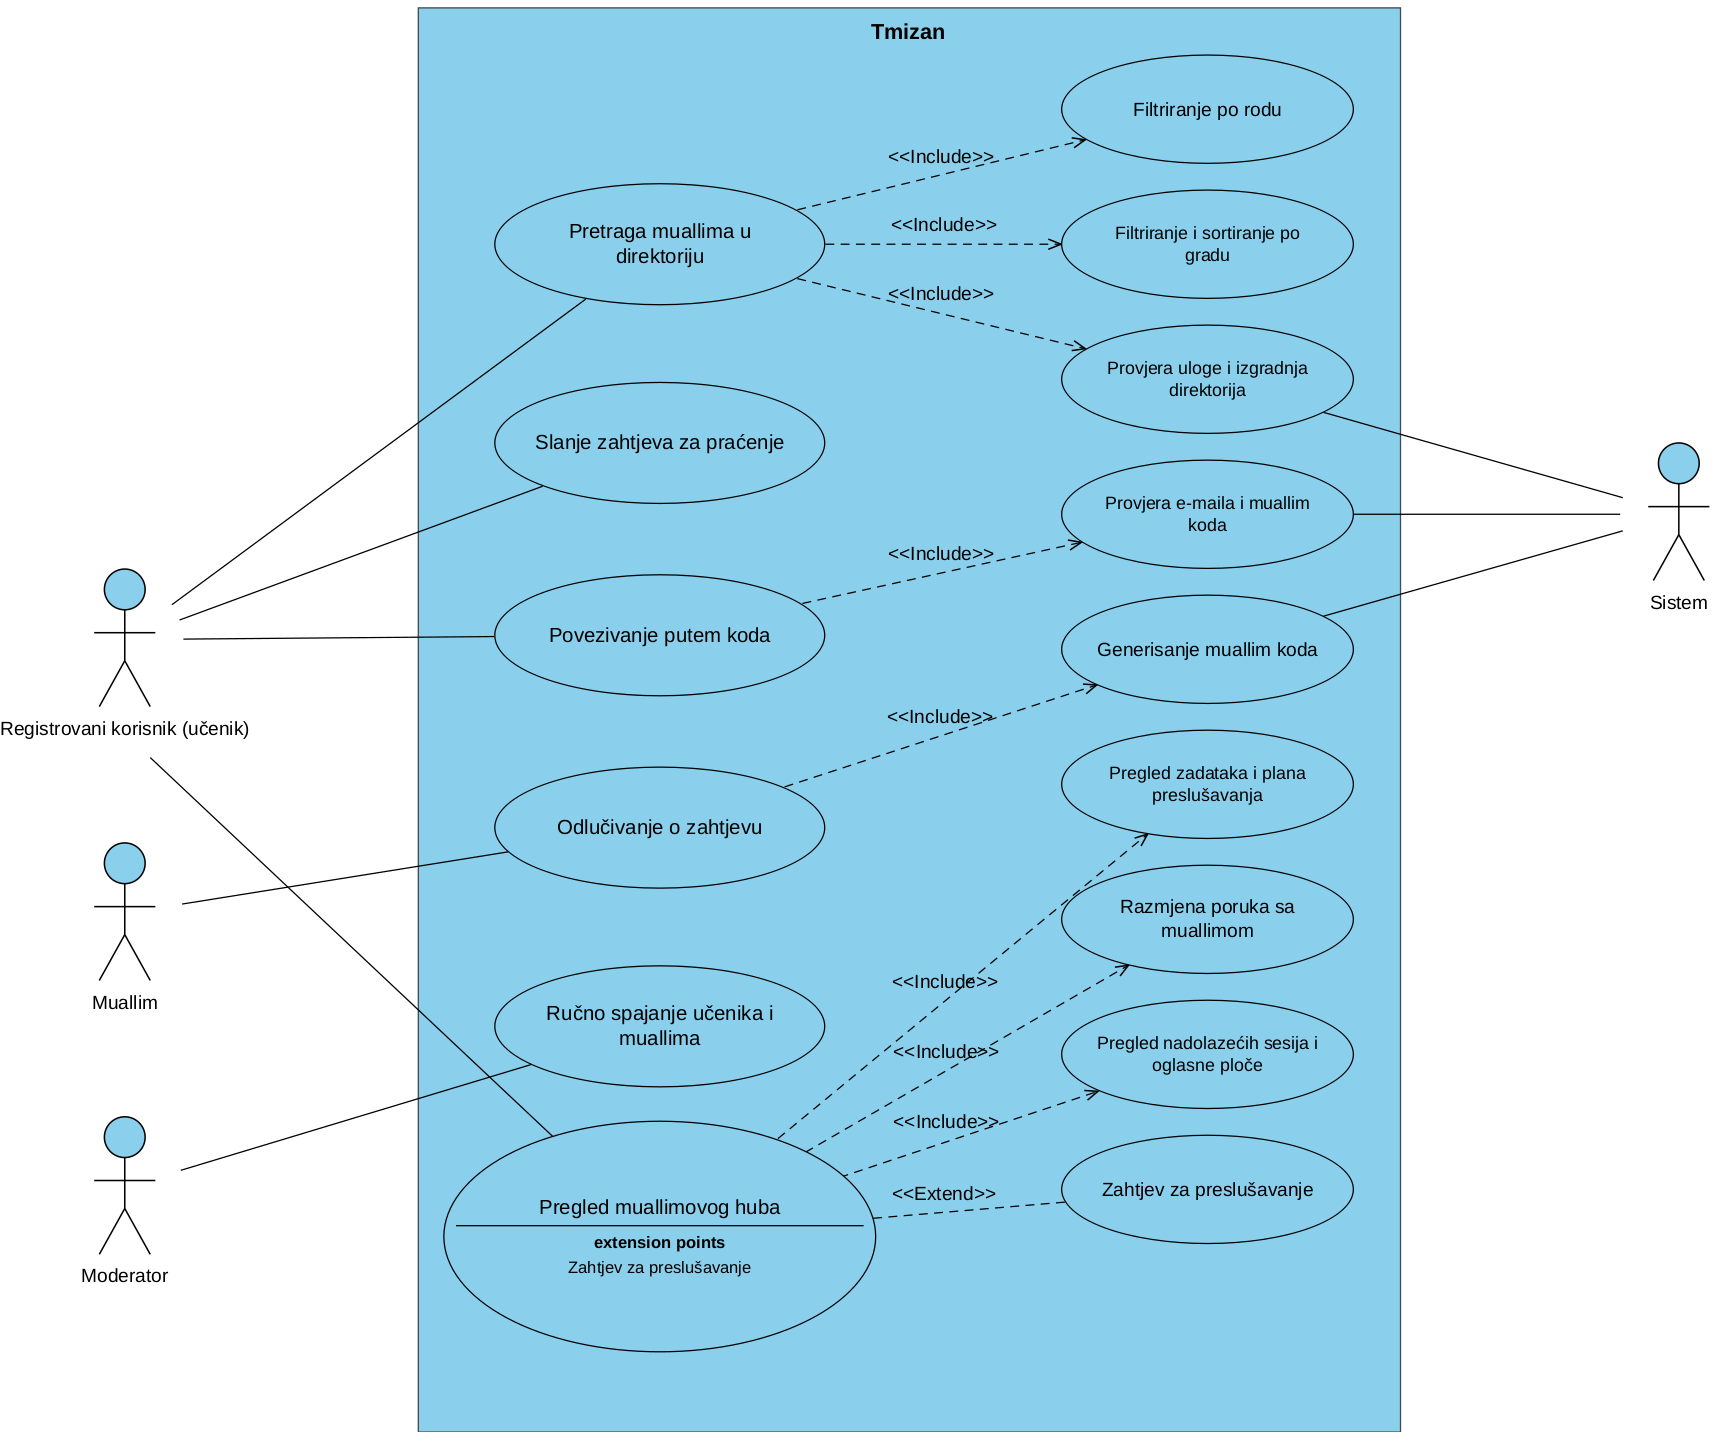 Tmizan
Filtriranje po rodu
<<Include>>
Pretraga muallima u
direktoriju
<<Include>>
Filtriranje i sortiranje po
gradu
<<Include>>
Provjera uloge i izgradnja
direktorija
Slanje zahtjeva za praćenje
Provjera e-maila i muallim
koda
<<Include>>
Sistem
Povezivanje putem koda
Generisanje muallim koda
Registrovani korisnik (učenik)
<<Include>>
Pregled zadataka i plana
preslušavanja
Odlučivanje o zahtjevu
Razmjena poruka sa
muallimom
Muallim
<<Include>>
Ručno spajanje učenika i
muallima
<<Include>>
Pregled nadolazećih sesija i
oglasne ploče
<<Include>>
<<Extend>>
Zahtjev za preslušavanje
Pregled muallimovog huba
extension points
Zahtjev za preslušavanje
Moderator